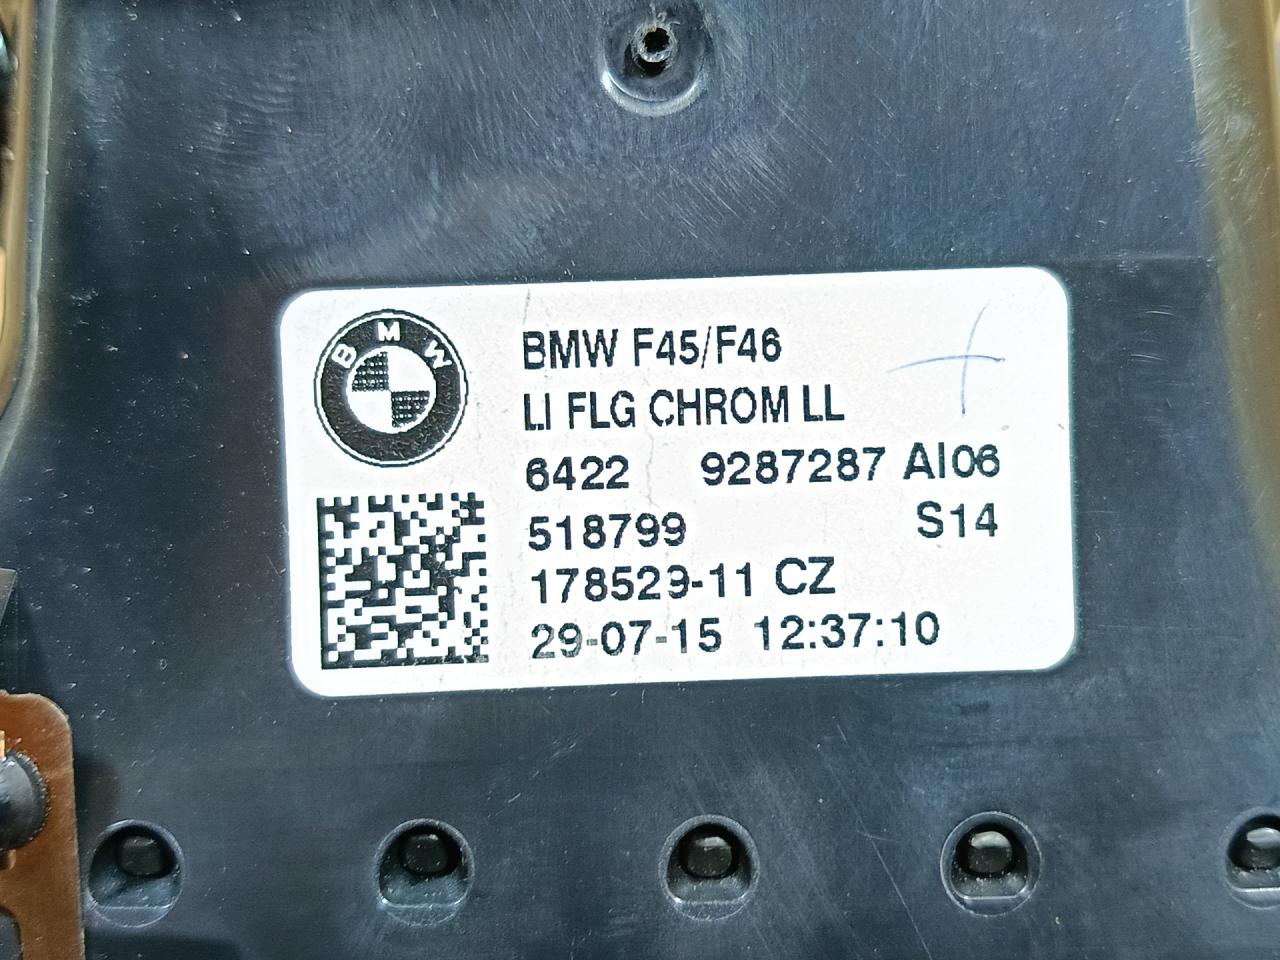 BMW
BMW F45/F46
LI FLG CHROM LL
6422 9287287 AI06
518799 S14
178529-11 CZ
29-07-15 12:37:10